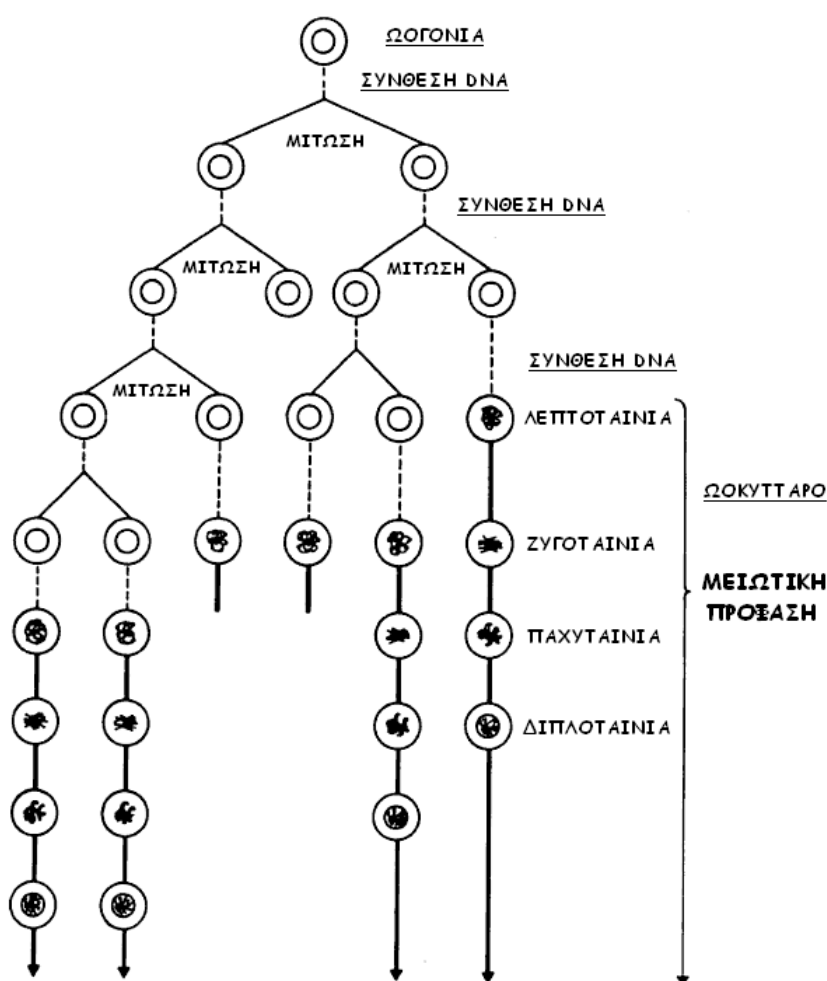 ΩΟΓΟΝΙΑ
ΣΥΝΘΕΣΗ DNA
ΜΙΤΩΣΗ
ΣΥΝΘΕΣΗ DNA
ΜΙΤΩΣΗ
ΜΙΤΩΣΗ
ΣΥΝΘΕΣΗ DNA
ΜΙΤΩΣΗ
ΛΕΠΤΟΤΑΙΝΙΑ
ΩΟΚΥΤΤΑΡΟ
ΖΥΓΟΤΑΙΝΙΑ
ΜΕΙΩΤΙΚΗ
ΠΡΟΦΑΣΗ
ΠΑΧΥΤΑΙΝΙΑ
ΔΙΠΛΟΤΑΙΝΙΑ